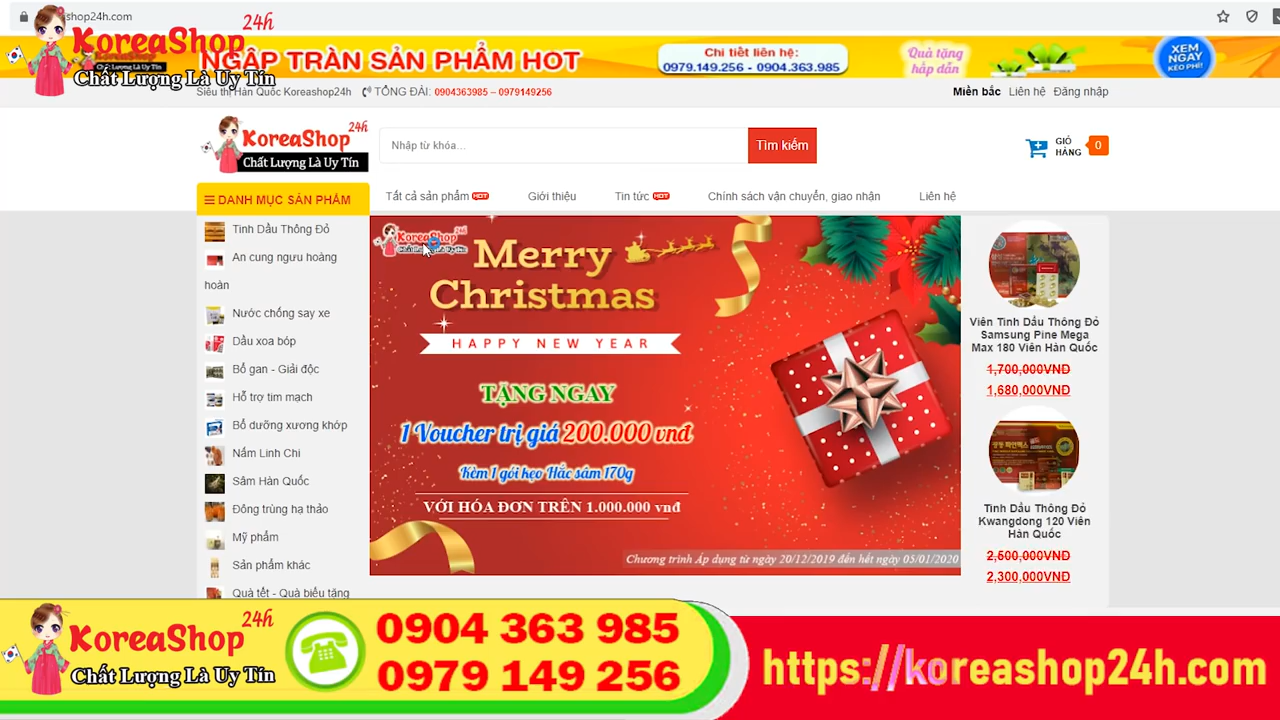 shop24h.com
KoreaShop 24h
Chất Lượng Là Uy Tín
NGẬP TRÀN SẢN PHẨM HOT
Chi tiết liên hệ:
0979.149.256 - 0904.363.985
Quà tặng
hấp dẫn
XEM
NGAY
KẺO PHÍ!
Siêu thị Hàn Quốc Koreashop24h
TỔNG ĐÀI: 0904363985 – 0979149256
Miền bắc
Liên hệ
Đăng nhập
KoreaShop 24h
Chất Lượng Là Uy Tín
Nhập từ khóa...
Tìm kiếm
GIỎ
HÀNG
0
DANH MỤC SẢN PHẨM
Tất cả sản phẩm HOT
Giới thiệu
Tin tức HOT
Chính sách vận chuyển, giao nhận
Liên hệ
Tinh Dầu Thông Đỏ
An cung ngưu hoàng
hoàn
Nước chống say xe
Dầu xoa bóp
Bổ gan - Giải độc
Hỗ trợ tim mạch
Bổ dưỡng xương khớp
Nấm Linh Chi
Sâm Hàn Quốc
Đông trùng hạ thảo
Mỹ phẩm
Sản phẩm khác
Quà tết - Quà biếu tặng
KoreaShop 24h
Merry
Christmas
HAPPY NEW YEAR
TẶNG NGAY
1 Voucher trị giá 200.000 vnđ
Kèm 1 gói kẹo Hắc sâm 170g
VỚI HÓA ĐƠN TRÊN 1.000.000 vnđ
Chương trình Áp dụng từ ngày 20/12/2019 đến hết ngày 05/01/2020
Viên Tinh Dầu Thông Đỏ
Samsung Pine Mega
Max 180 Viên Hàn Quốc
1,700,000VNĐ
1,680,000VNĐ
Tinh Dầu Thông Đỏ
Kwangdong 120 Viên
Hàn Quốc
2,500,000VNĐ
2,300,000VNĐ
KoreaShop 24h
Chất Lượng Là Uy Tín
0904 363 985
0979 149 256
https://koreashop24h.com